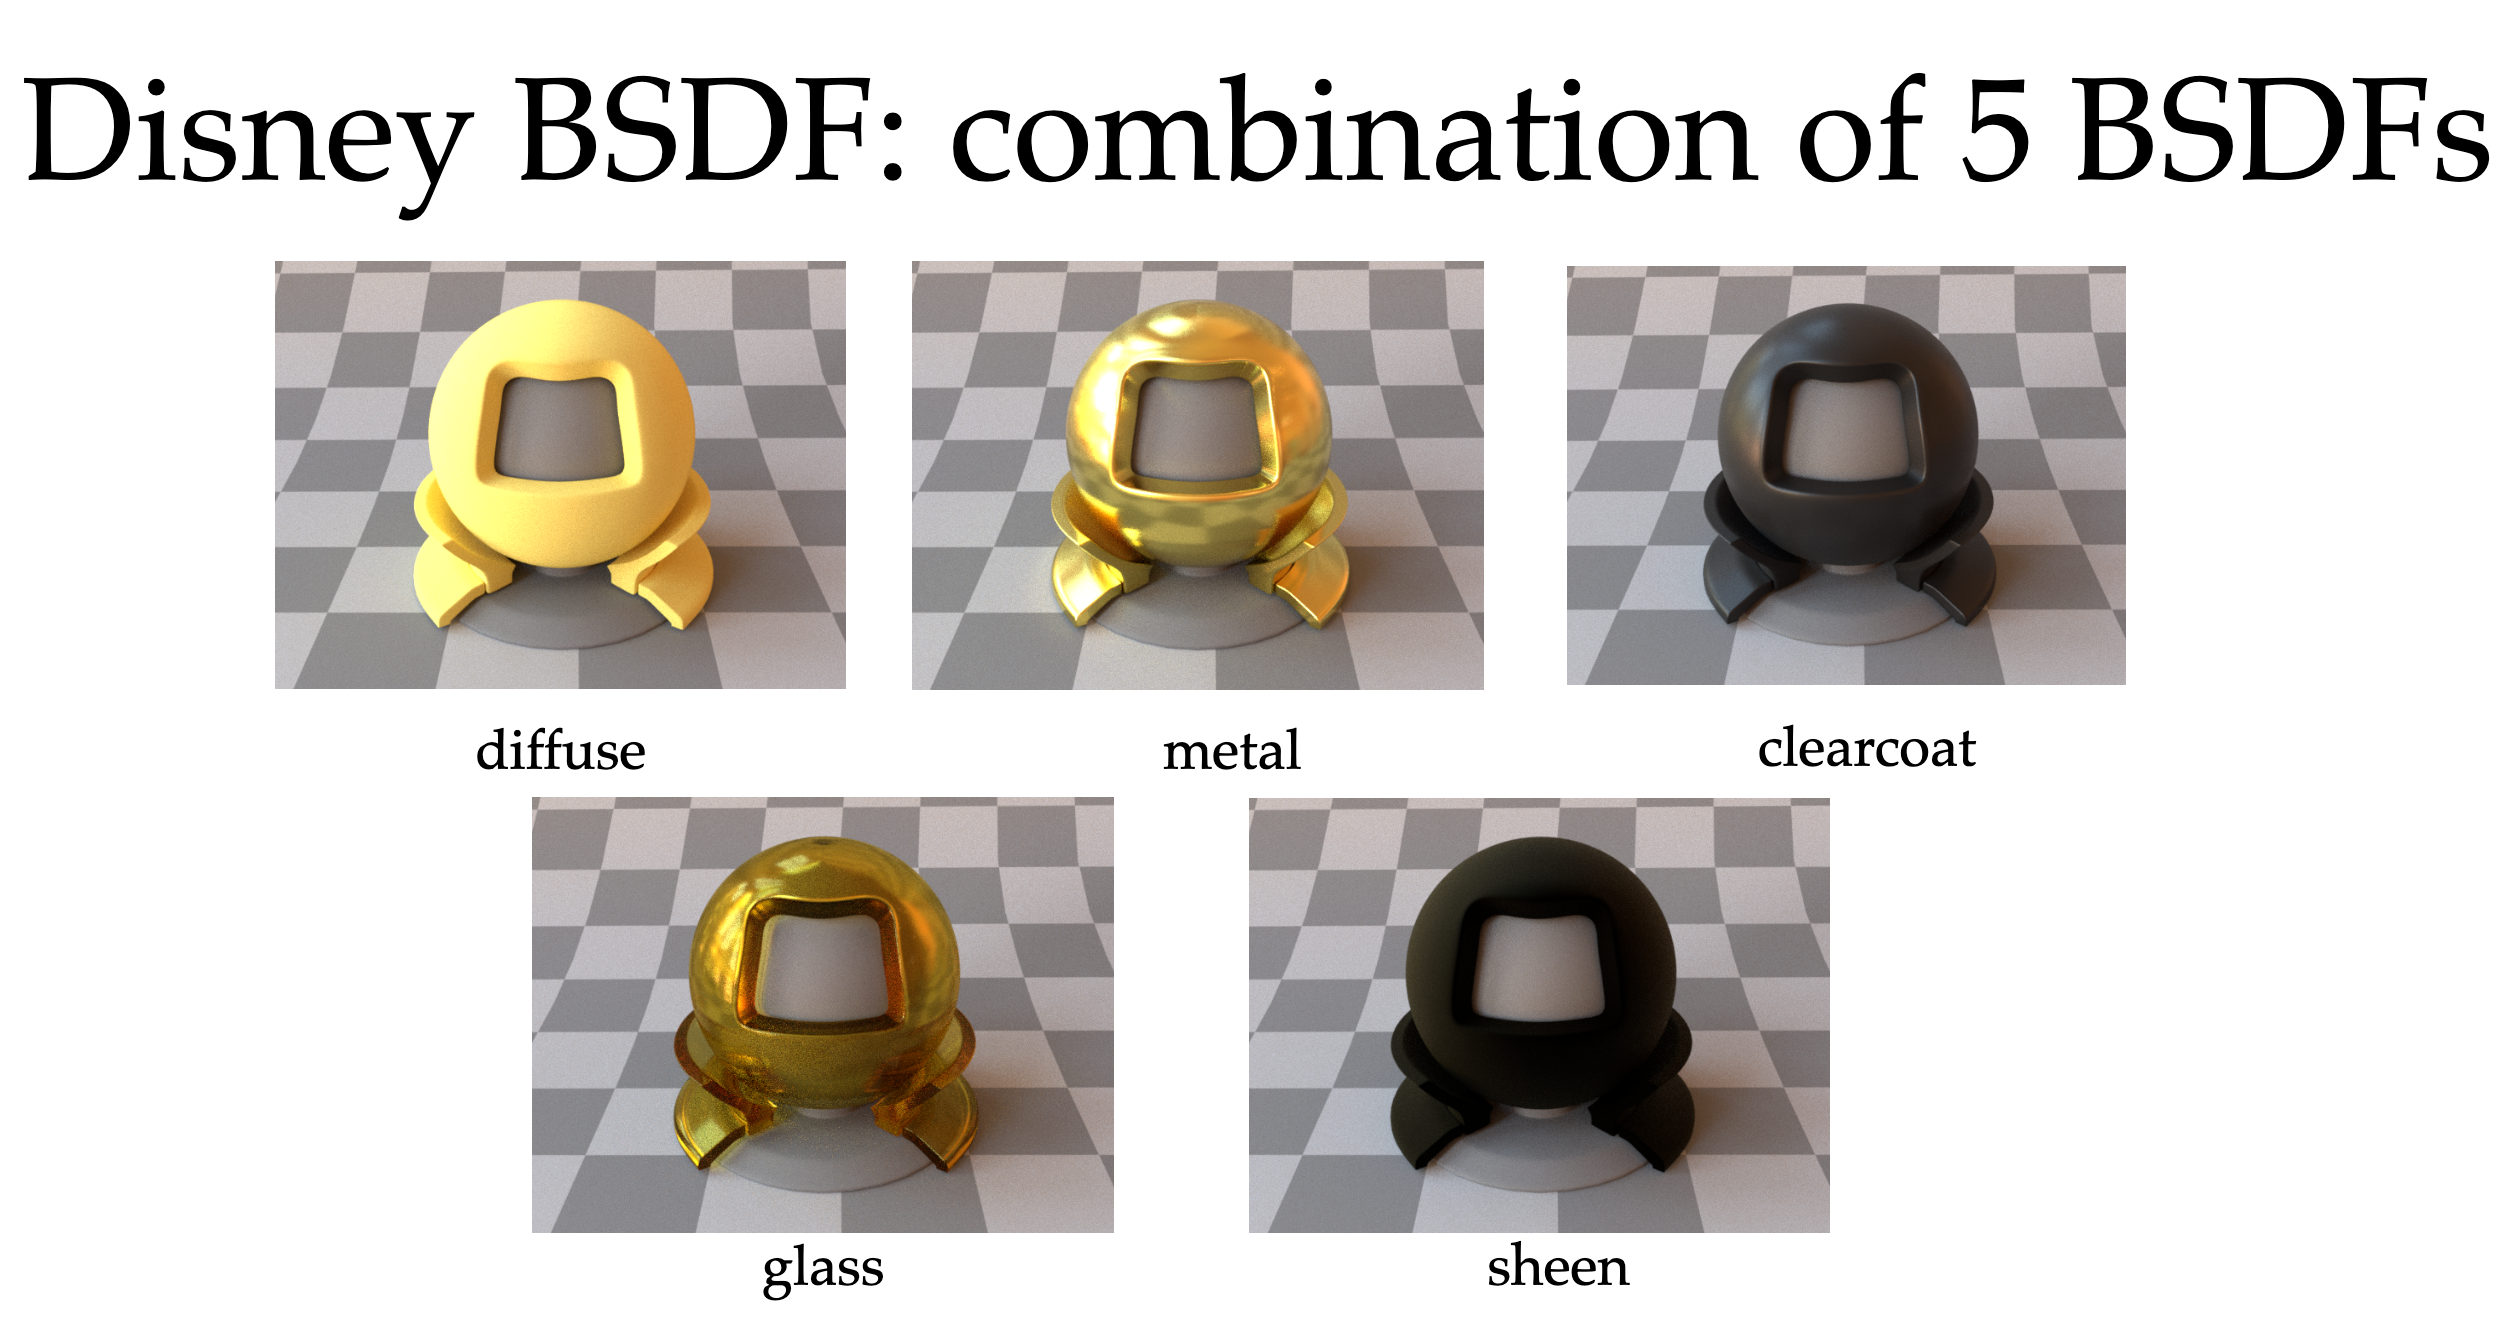 Disney BSDF: combination of 5 BSDFs
diffuse
metal
clearcoat
glass
sheen